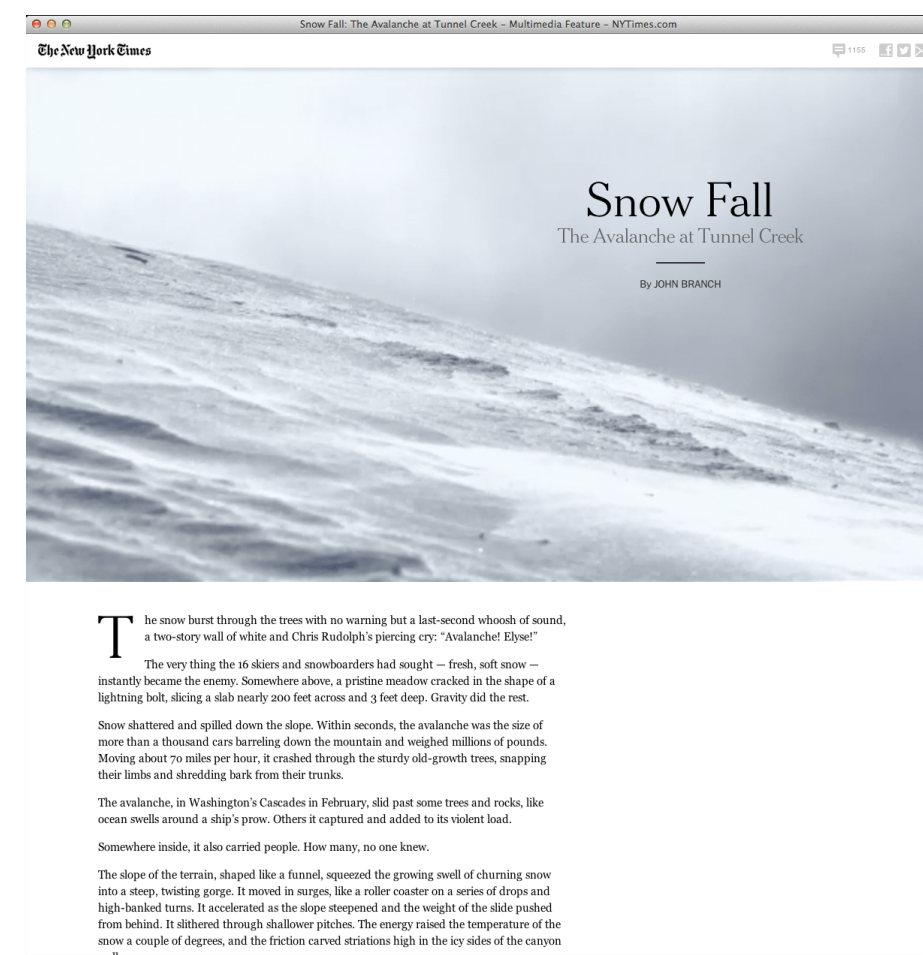 Snow Fall: The Avalanche at Tunnel Creek – Multimedia Feature – NYTimes.com
The New York Times
1155
Snow Fall
The Avalanche at Tunnel Creek
By JOHN BRANCH
The snow burst through the trees with no warning but a last-second whoosh of sound,
a two-story wall of white and Chris Rudolph’s piercing cry: “Avalanche! Elyse!”
The very thing the 16 skiers and snowboarders had sought — fresh, soft snow —
instantly became the enemy. Somewhere above, a pristine meadow cracked in the shape of a
lightning bolt, slicing a slab nearly 200 feet across and 3 feet deep. Gravity did the rest.
Snow shattered and spilled down the slope. Within seconds, the avalanche was the size of
more than a thousand cars barreling down the mountain and weighed millions of pounds.
Moving about 70 miles per hour, it crashed through the sturdy old-growth trees, snapping
their limbs and shredding bark from their trunks.
The avalanche, in Washington’s Cascades in February, slid past some trees and rocks, like
ocean swells around a ship’s prow. Others it captured and added to its violent load.
Somewhere inside, it also carried people. How many, no one knew.
The slope of the terrain, shaped like a funnel, squeezed the growing swell of churning snow
into a steep, twisting gorge. It moved in surges, like a roller coaster on a series of drops and
high-banked turns. It accelerated as the slope steepened and the weight of the slide pushed
from behind. It slithered through shallower pitches. The energy raised the temperature of the
snow a couple of degrees, and the friction carved striations high in the icy sides of the canyon